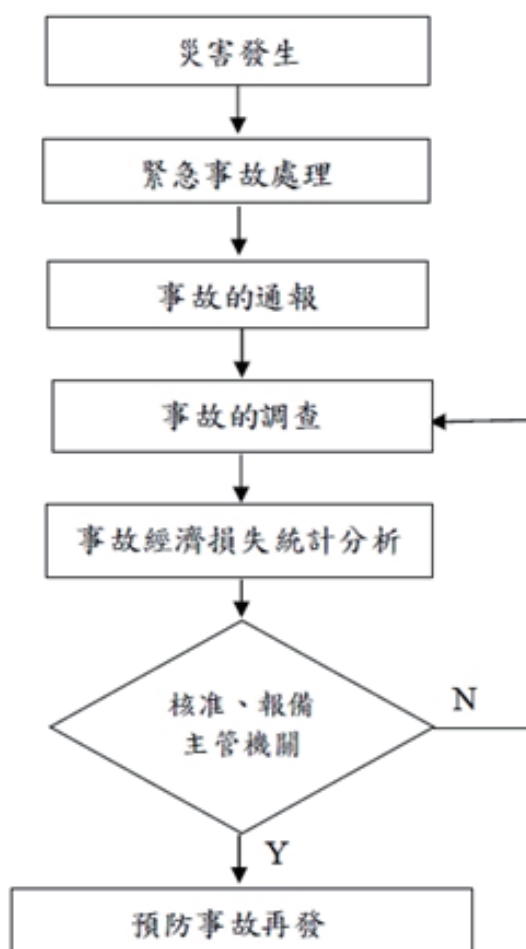 災害發生
緊急事故處理
事故的通報
事故的調查
事故經濟損失統計分析
核准、報備
主管機關
N
Y
預防事故再發